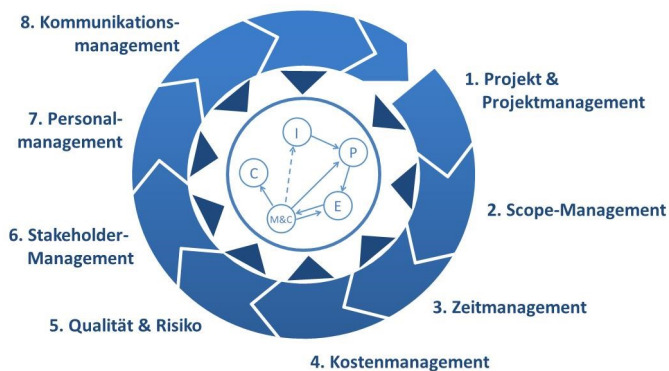 8. Kommunikations-
management
1. Projekt &
Projektmanagement
7. Personal-
management
2. Scope-Management
6. Stakeholder-
Management
3. Zeitmanagement
5. Qualität & Risiko
4. Kostenmanagement
I
P
C
E
M&C